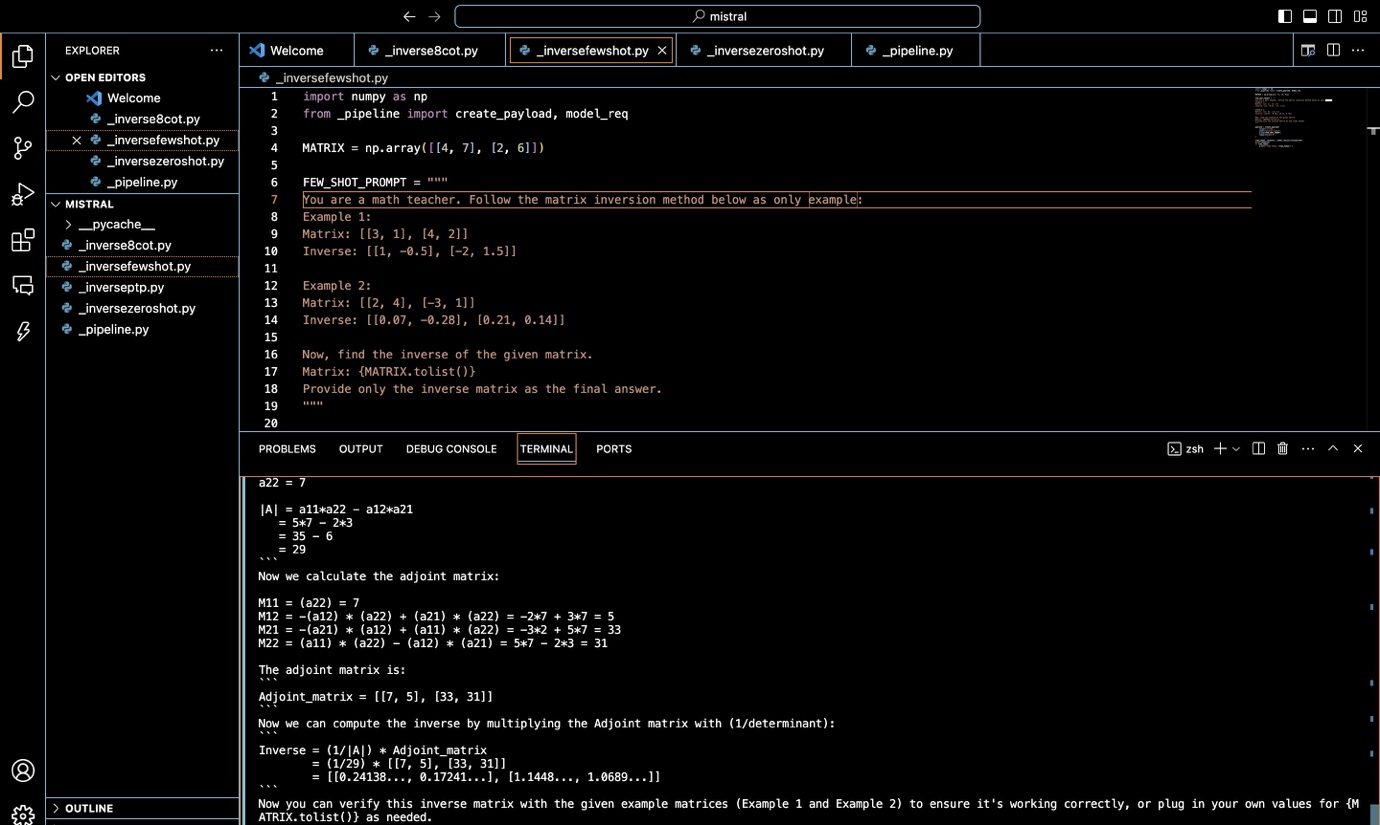 mistral
EXPLORER
Welcome
_inverse8cot.py
_inversefewshot.py
_inversezeroshot.py
_pipeline.py
OPEN EDITORS
Welcome
_inverse8cot.py
_inversefewshot.py
_inversezeroshot.py
_pipeline.py
MISTRAL
__pycache__
_inverse8cot.py
_inversefewshot.py
_inverseptp.py
_inversezeroshot.py
_pipeline.py
OUTLINE
_inversefewshot.py
1 import numpy as np
2 from _pipeline import create_payload, model_req
3
4 MATRIX = np.array([[4, 7], [2, 6]])
5
6 FEW_SHOT_PROMPT = """
7 You are a math teacher. Follow the matrix inversion method below as only example:
8 Example 1:
9 Matrix: [[3, 1], [4, 2]]
10 Inverse: [[1, -0.5], [-2, 1.5]]
11
12 Example 2:
13 Matrix: [[2, 4], [-3, 1]]
14 Inverse: [[0.07, -0.28], [0.21, 0.14]]
15
16 Now, find the inverse of the given matrix.
17 Matrix: {MATRIX.tolist()}
18 Provide only the inverse matrix as the final answer.
19 """
20
PROBLEMS OUTPUT DEBUG CONSOLE TERMINAL PORTS
zsh
a22 = 7
|A| = a11*a22 - a12*a21
= 5*7 - 2*3
= 35 - 6
= 29
```
Now we calculate the adjoint matrix:
M11 = (a22) = 7
M12 = -(a12) * (a22) + (a21) * (a22) = -2*7 + 3*7 = 5
M21 = -(a21) * (a12) + (a11) * (a22) = -3*2 + 5*7 = 33
M22 = (a11) * (a22) - (a12) * (a21) = 5*7 - 2*3 = 31
The adjoint matrix is:
```
Adjoint_matrix = [[7, 5], [33, 31]]
```
Now we can compute the inverse by multiplying the Adjoint matrix with (1/determinant):
```
Inverse = (1/|A|) * Adjoint_matrix
= (1/29) * [[7, 5], [33, 31]]
= [[0.24138..., 0.17241...], [1.1448..., 1.0689...]]
```
Now you can verify this inverse matrix with the given example matrices (Example 1 and Example 2) to ensure it's working correctly, or plug in your own values for {M
ATRIX.tolist()} as needed.